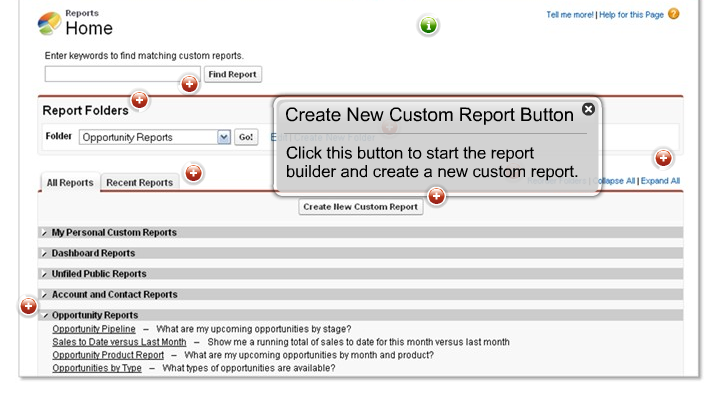 Reports
Home
Tell me more! | Help for this Page
Enter keywords to find matching custom reports.
Find Report
Report Folders
Folder Opportunity Reports Go! Edit | Create New Folder
Create New Custom Report Button
Click this button to start the report
builder and create a new custom report.
All Reports Recent Reports
Collapse All | Expand All
Create New Custom Report
My Personal Custom Reports
Dashboard Reports
Unfiled Public Reports
Account and Contact Reports
Opportunity Reports
Opportunity Pipeline – What are my upcoming opportunities by stage?
Sales to Date versus Last Month – Show me a running total of sales to date for this month versus last month
Opportunity Product Report – What are my upcoming opportunities by month and product?
Opportunities by Type – What types of opportunities are available?